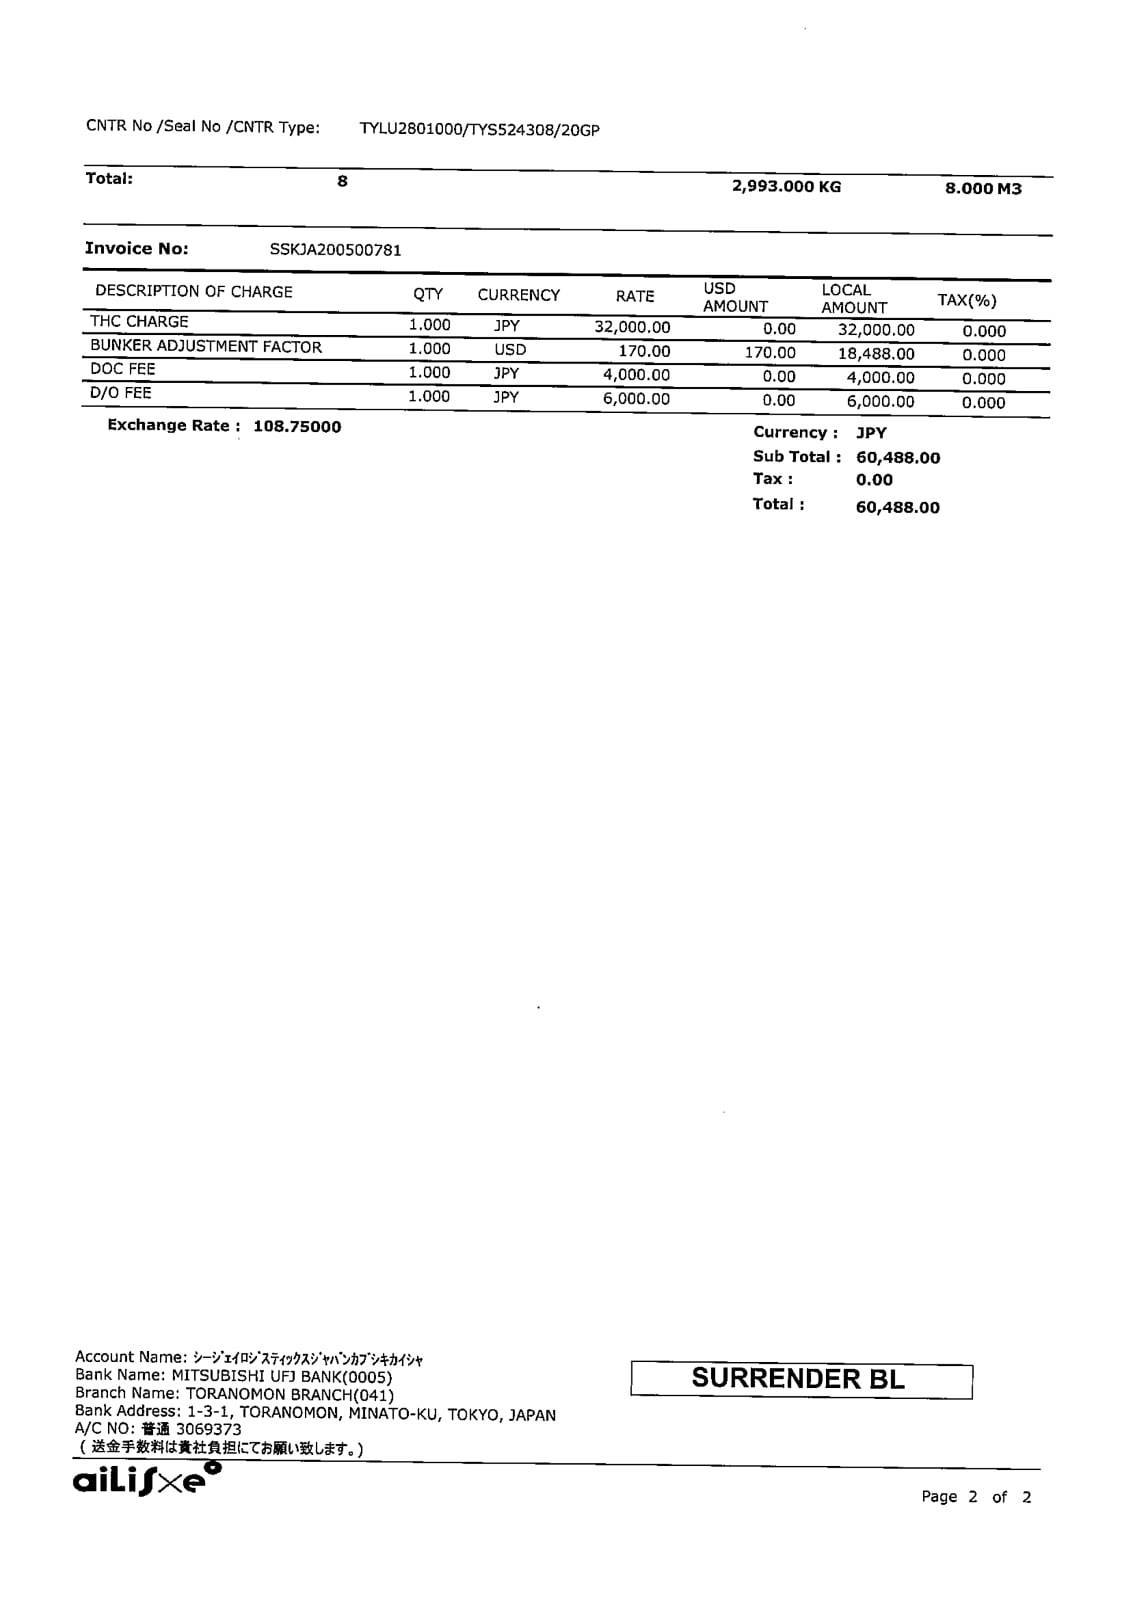 CNTR No /Seal No /CNTR Type: TYLU2801000/TYS524308/20GP
Total: 8 2,993.000 KG 8.000 M3
Invoice No: SSKJA200500781
DESCRIPTION OF CHARGE QTY CURRENCY RATE USD AMOUNT LOCAL AMOUNT TAX(%)
THC CHARGE 1.000 JPY 32,000.00 0.00 32,000.00 0.000
BUNKER ADJUSTMENT FACTOR 1.000 USD 170.00 170.00 18,488.00 0.000
DOC FEE 1.000 JPY 4,000.00 0.00 4,000.00 0.000
D/O FEE 1.000 JPY 6,000.00 0.00 6,000.00 0.000
Exchange Rate : 108.75000
Currency : JPY
Sub Total : 60,488.00
Tax : 0.00
Total : 60,488.00
Account Name: シージェイロジスティックスジャパンカブシキカイシャ
Bank Name: MITSUBISHI UFJ BANK(0005)
Branch Name: TORANOMON BRANCH(041)
Bank Address: 1-3-1, TORANOMON, MINATO-KU, TOKYO, JAPAN
A/C NO: 普通 3069373
( 送金手数料は貴社負担にてお願い致します。)
SURRENDER BL
Page 2 of 2